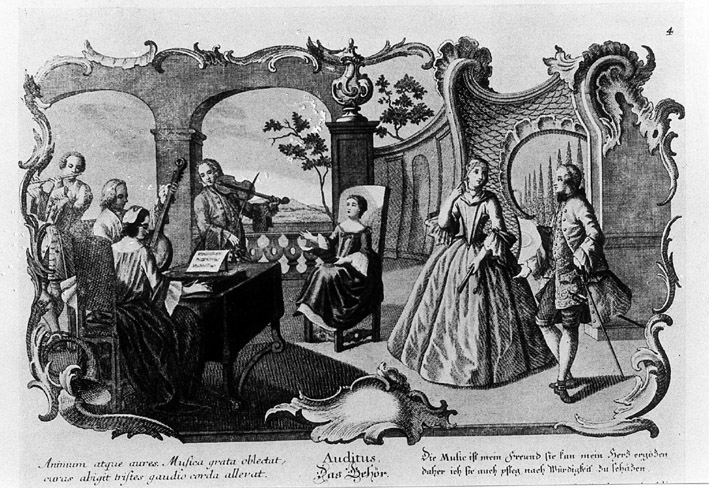 4
Animum atque aures Musica grata oblectat,
curas abigit tristes gaudio corda allevat.
Auditus.
Das Gehör.
Die Music ist mein Freund sie kan mein Hertz ergözen
daher ich sie auch pfleg nach Würdigkeit zu schäzen.